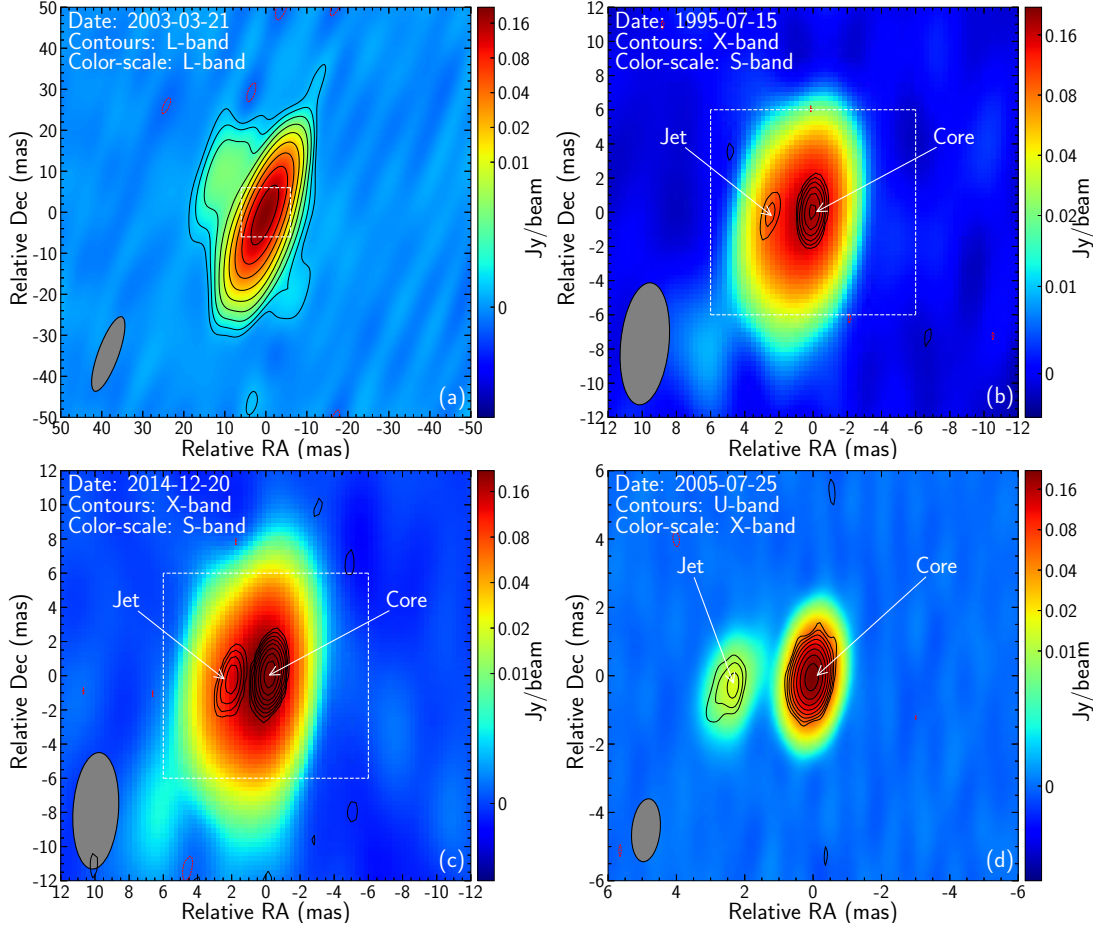 Date: 2003-03-21
Contours: L-band
Color-scale: L-band
(a)
50
40
30
20
10
0
-10
-20
-30
-40
-50
50 40 30 20 10 0 -10 -20 -30 -40 -50
Relative RA (mas)
Relative Dec (mas)
0.16
0.08
0.04
0.02
0.01
0
Jy/beam
Date: 1995-07-15
Contours: X-band
Color-scale: S-band
Jet
Core
(b)
12
10
8
6
4
2
0
-2
-4
-6
-8
-10
-12
12 10 8 6 4 2 0 -2 -4 -6 -8 -10 -12
Relative RA (mas)
Relative Dec (mas)
0.16
0.08
0.04
0.02
0.01
0
Jy/beam
Date: 2014-12-20
Contours: X-band
Color-scale: S-band
Jet
Core
(c)
12
10
8
6
4
2
0
-2
-4
-6
-8
-10
-12
12 10 8 6 4 2 0 -2 -4 -6 -8 -10 -12
Relative RA (mas)
Relative Dec (mas)
0.16
0.08
0.04
0.02
0.01
0
Jy/beam
Date: 2005-07-25
Contours: U-band
Color-scale: X-band
Jet
Core
(d)
6
4
2
0
-2
-4
-6
6 4 2 0 -2 -4 -6
Relative RA (mas)
Relative Dec (mas)
0.16
0.08
0.04
0.02
0.01
0
Jy/beam